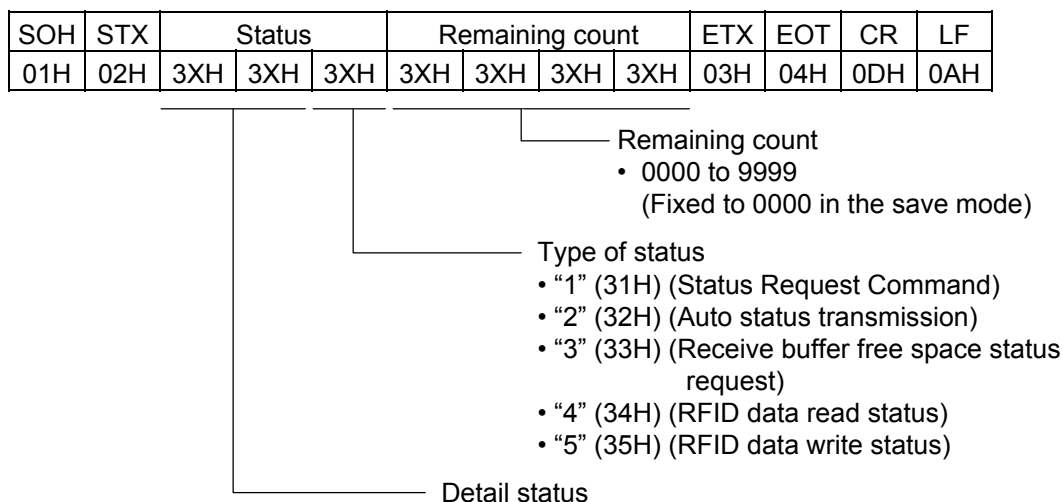 SOH STX Status Remaining count ETX EOT CR LF
01H 02H 3XH 3XH 3XH 3XH 3XH 3XH 3XH 03H 04H 0DH 0AH
Remaining count
• 0000 to 9999
(Fixed to 0000 in the save mode)
Type of status
• “1” (31H) (Status Request Command)
• “2” (32H) (Auto status transmission)
• “3” (33H) (Receive buffer free space status
request)
• “4” (34H) (RFID data read status)
• “5” (35H) (RFID data write status)
Detail status